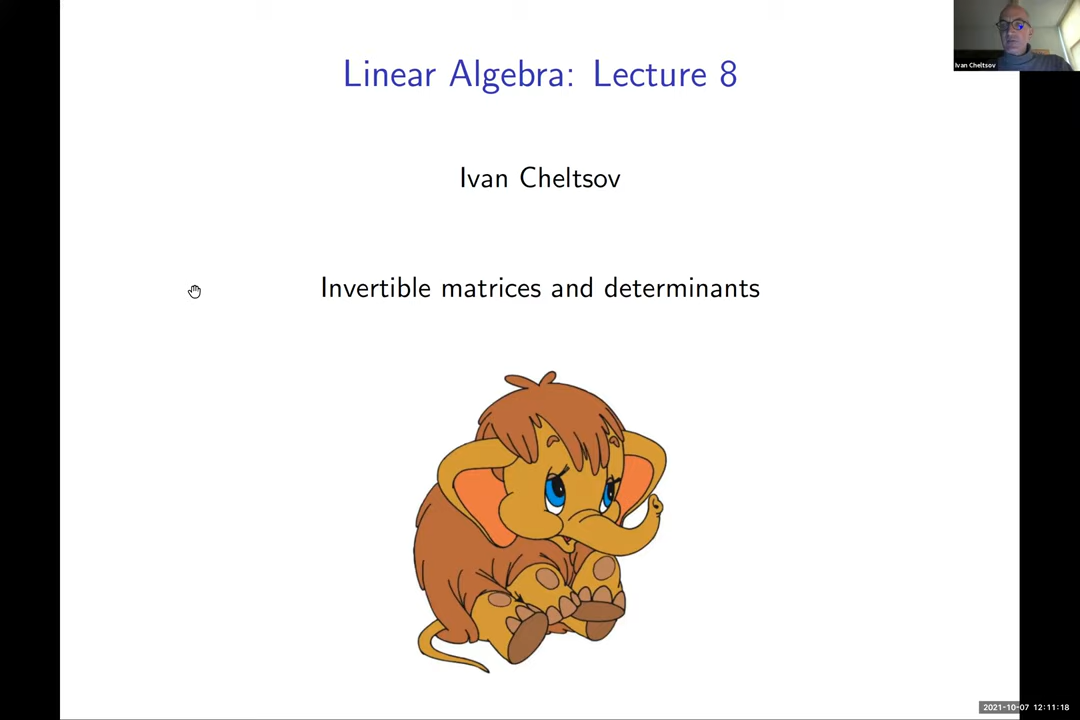 Linear Algebra: Lecture 8
Ivan Cheltsov
Ivan Cheltsov
Invertible matrices and determinants
2021-10-07 12:11:18